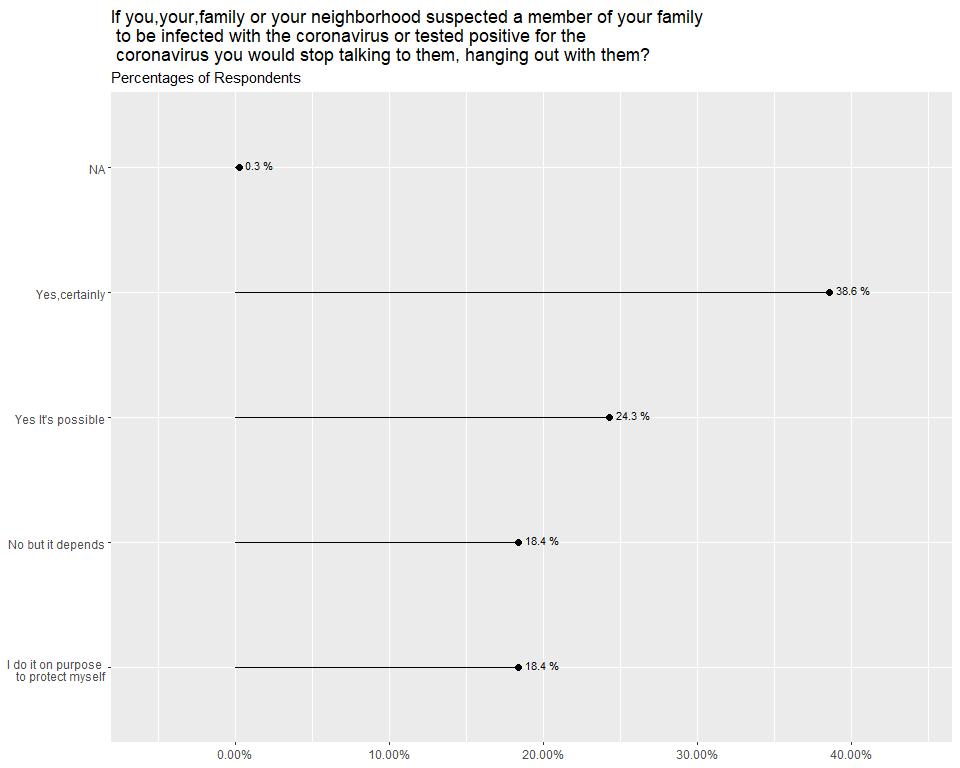 If you,your,family or your neighborhood suspected a member of your family
to be infected with the coronavirus or tested positive for the
coronavirus you would stop talking to them, hanging out with them?
Percentages of Respondents
NA
0.3 %
Yes,certainly
38.6 %
Yes It's possible
24.3 %
No but it depends
18.4 %
I do it on purpose
to protect myself
18.4 %
0.00%
10.00%
20.00%
30.00%
40.00%